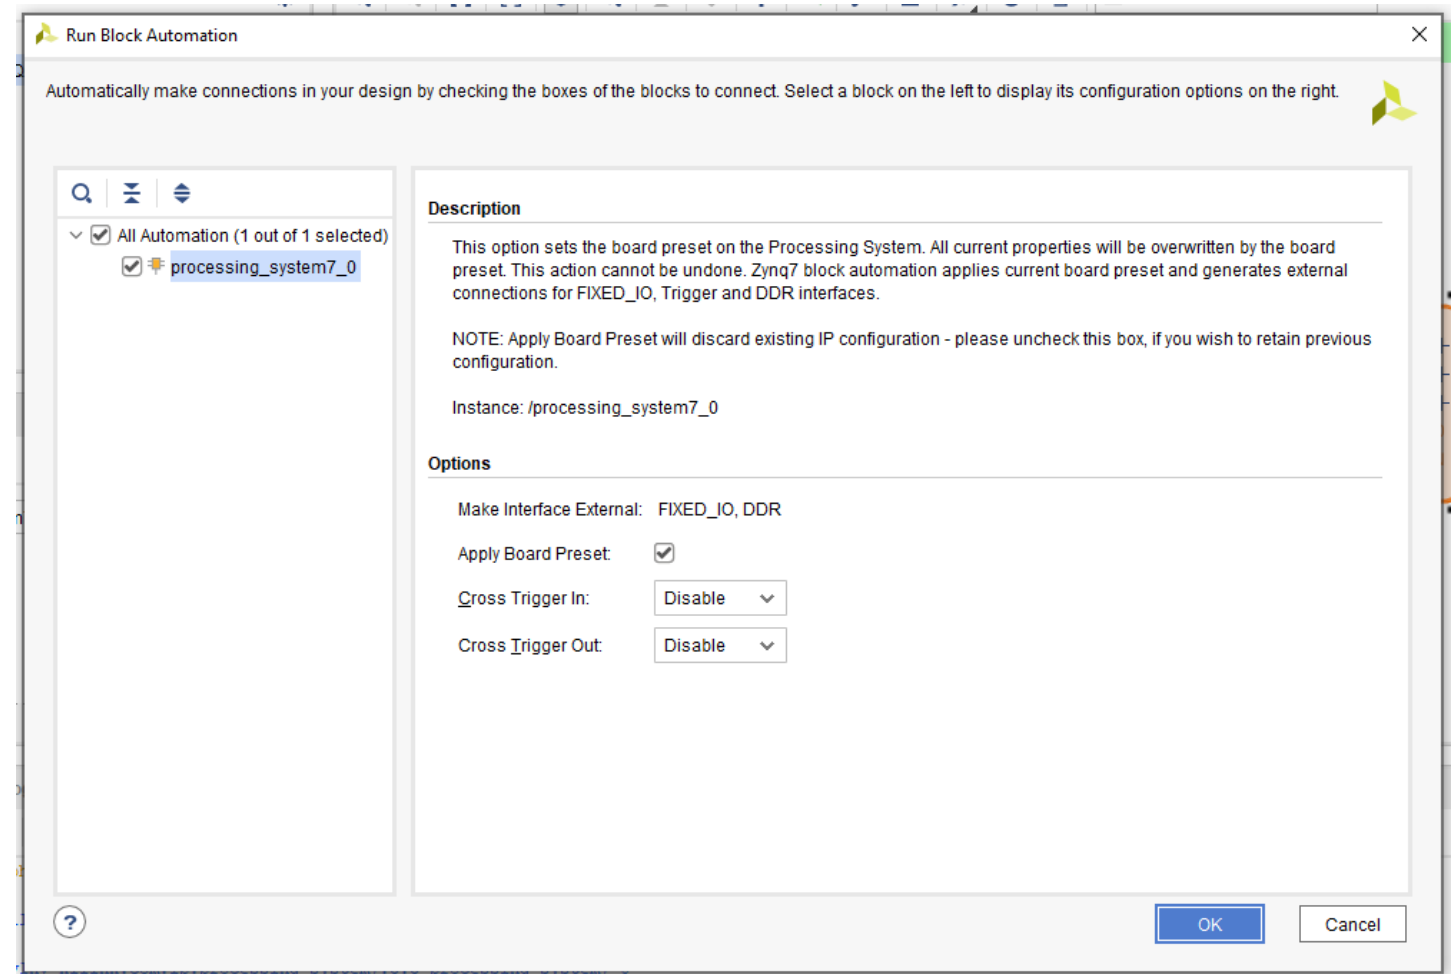 Run Block Automation
Automatically make connections in your design by checking the boxes of the blocks to connect. Select a block on the left to display its configuration options on the right.
All Automation (1 out of 1 selected)
processing_system7_0
Description
This option sets the board preset on the Processing System. All current properties will be overwritten by the board
preset. This action cannot be undone. Zynq7 block automation applies current board preset and generates external
connections for FIXED_IO, Trigger and DDR interfaces.
NOTE: Apply Board Preset will discard existing IP configuration - please uncheck this box, if you wish to retain previous
configuration.
Instance: /processing_system7_0
Options
Make Interface External: FIXED_IO, DDR
Apply Board Preset:
Cross Trigger In: Disable
Cross Trigger Out: Disable
?
OK
Cancel